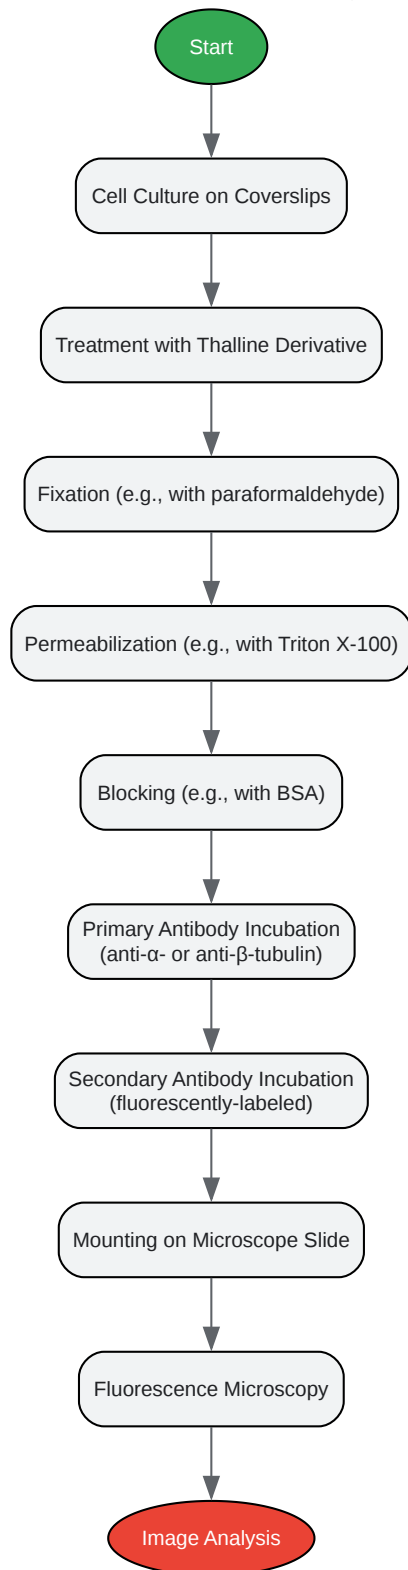 Start
Cell Culture on Coverslips
Treatment with Thalline Derivative
Fixation (e.g., with paraformaldehyde)
Permeabilization (e.g., with Triton X-100)
Blocking (e.g., with BSA)
Primary Antibody Incubation
(anti-α- or anti-β-tubulin)
Secondary Antibody Incubation
(fluorescently-labeled)
Mounting on Microscope Slide
Fluorescence Microscopy
Image Analysis